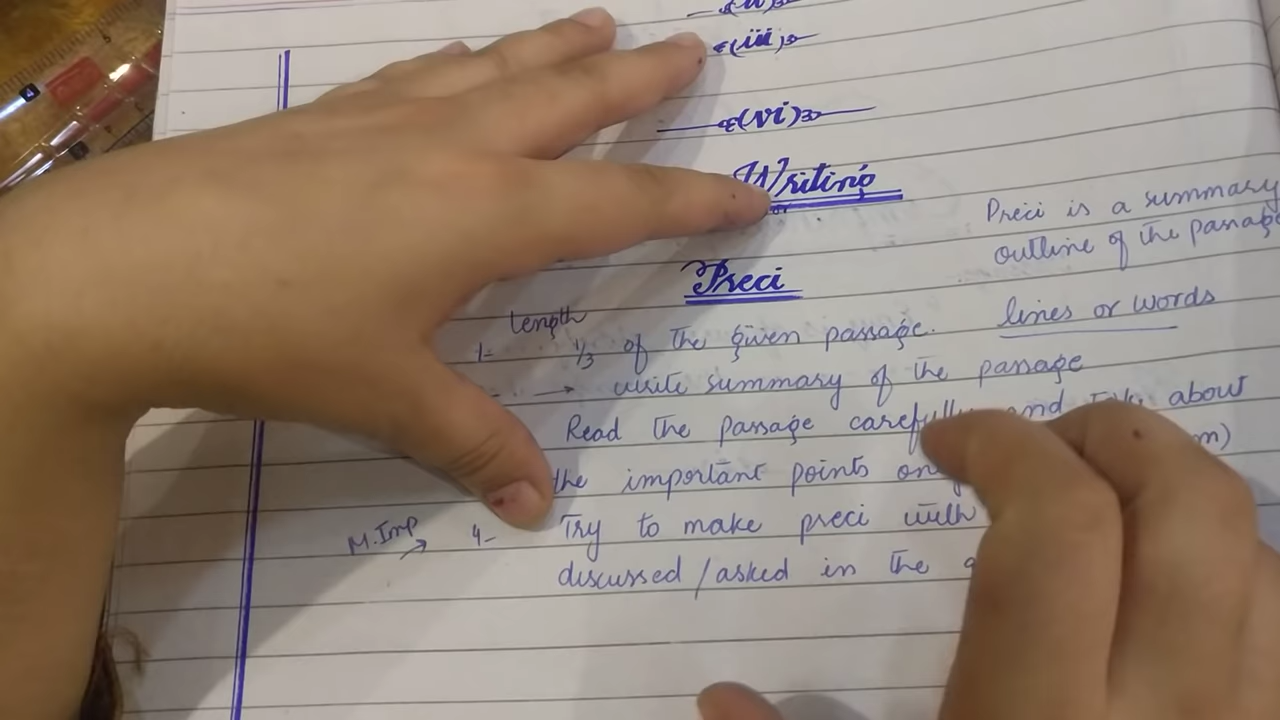 (iii)
(vi)
Writing
Preci is a summary
outline of the passage
Preci
length
1- 1/3 of the given passage. lines or words
→ write summary of the passage
Read the passage carefully and about
the important points
M.Imp → 4- Try to make preci with
discussed / asked in the